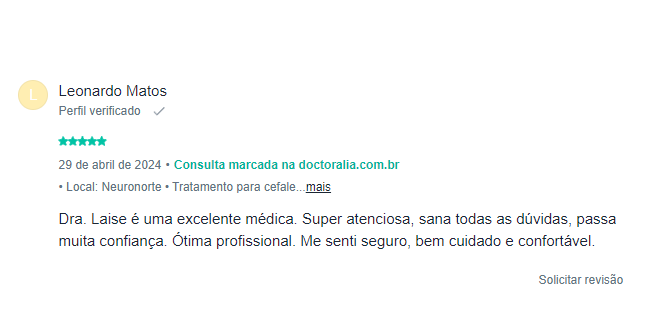 L
Leonardo Matos
Perfil verificado
29 de abril de 2024 • Consulta marcada na doctoralia.com.br
• Local: Neuronorte • Tratamento para cefale...mais
Dra. Laise é uma excelente médica. Super atenciosa, sana todas as dúvidas, passa
muita confiança. Ótima profissional. Me senti seguro, bem cuidado e confortável.
Solicitar revisão